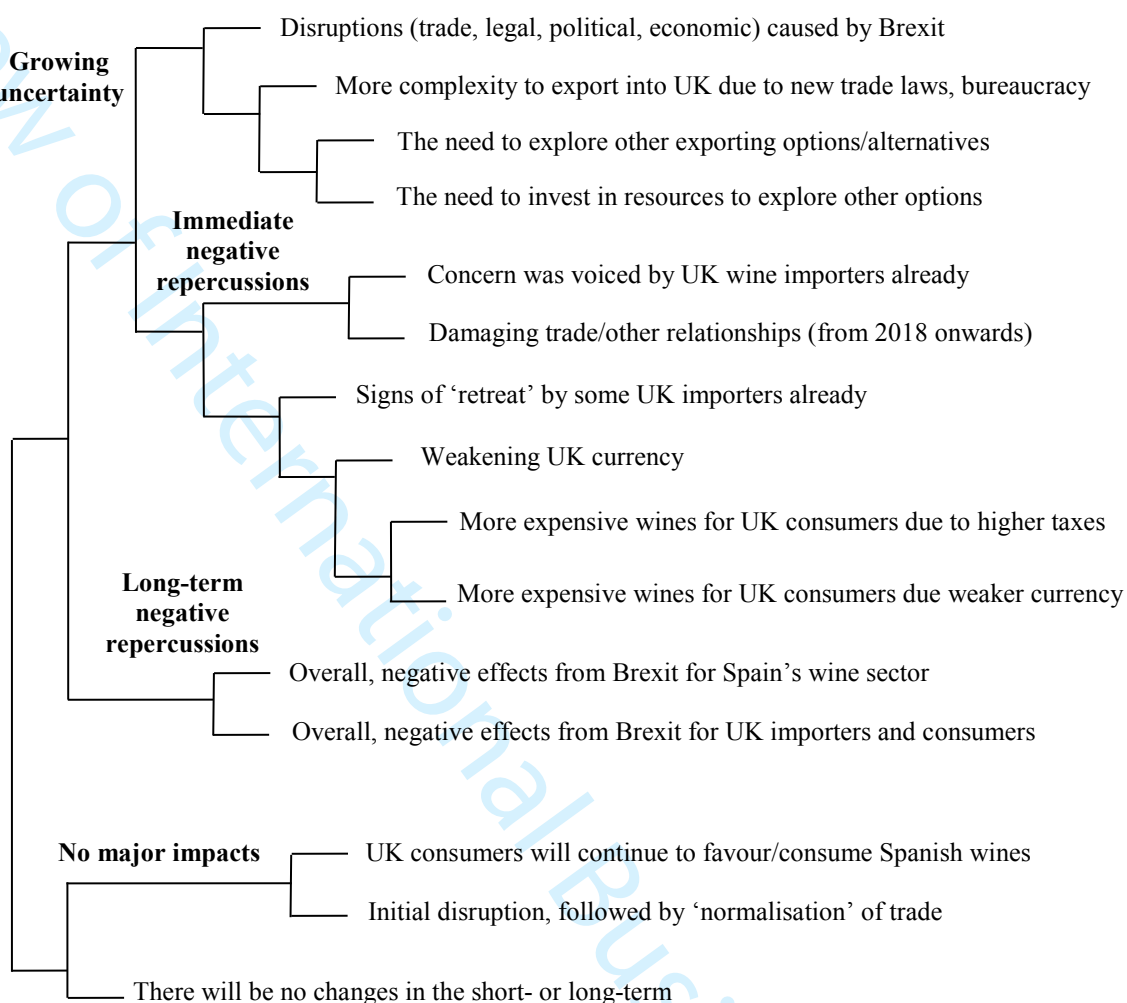 Disruptions (trade, legal, political, economic) caused by Brexit
Growing
uncertainty
More complexity to export into UK due to new trade laws, bureaucracy
The need to explore other exporting options/alternatives
The need to invest in resources to explore other options
Immediate
negative
repercussions
Concern was voiced by UK wine importers already
Damaging trade/other relationships (from 2018 onwards)
Signs of ‘retreat’ by some UK importers already
Weakening UK currency
More expensive wines for UK consumers due to higher taxes
More expensive wines for UK consumers due weaker currency
Long-term
negative
repercussions
Overall, negative effects from Brexit for Spain’s wine sector
Overall, negative effects from Brexit for UK importers and consumers
No major impacts
UK consumers will continue to favour/consume Spanish wines
Initial disruption, followed by ‘normalisation’ of trade
There will be no changes in the short- or long-term
of International